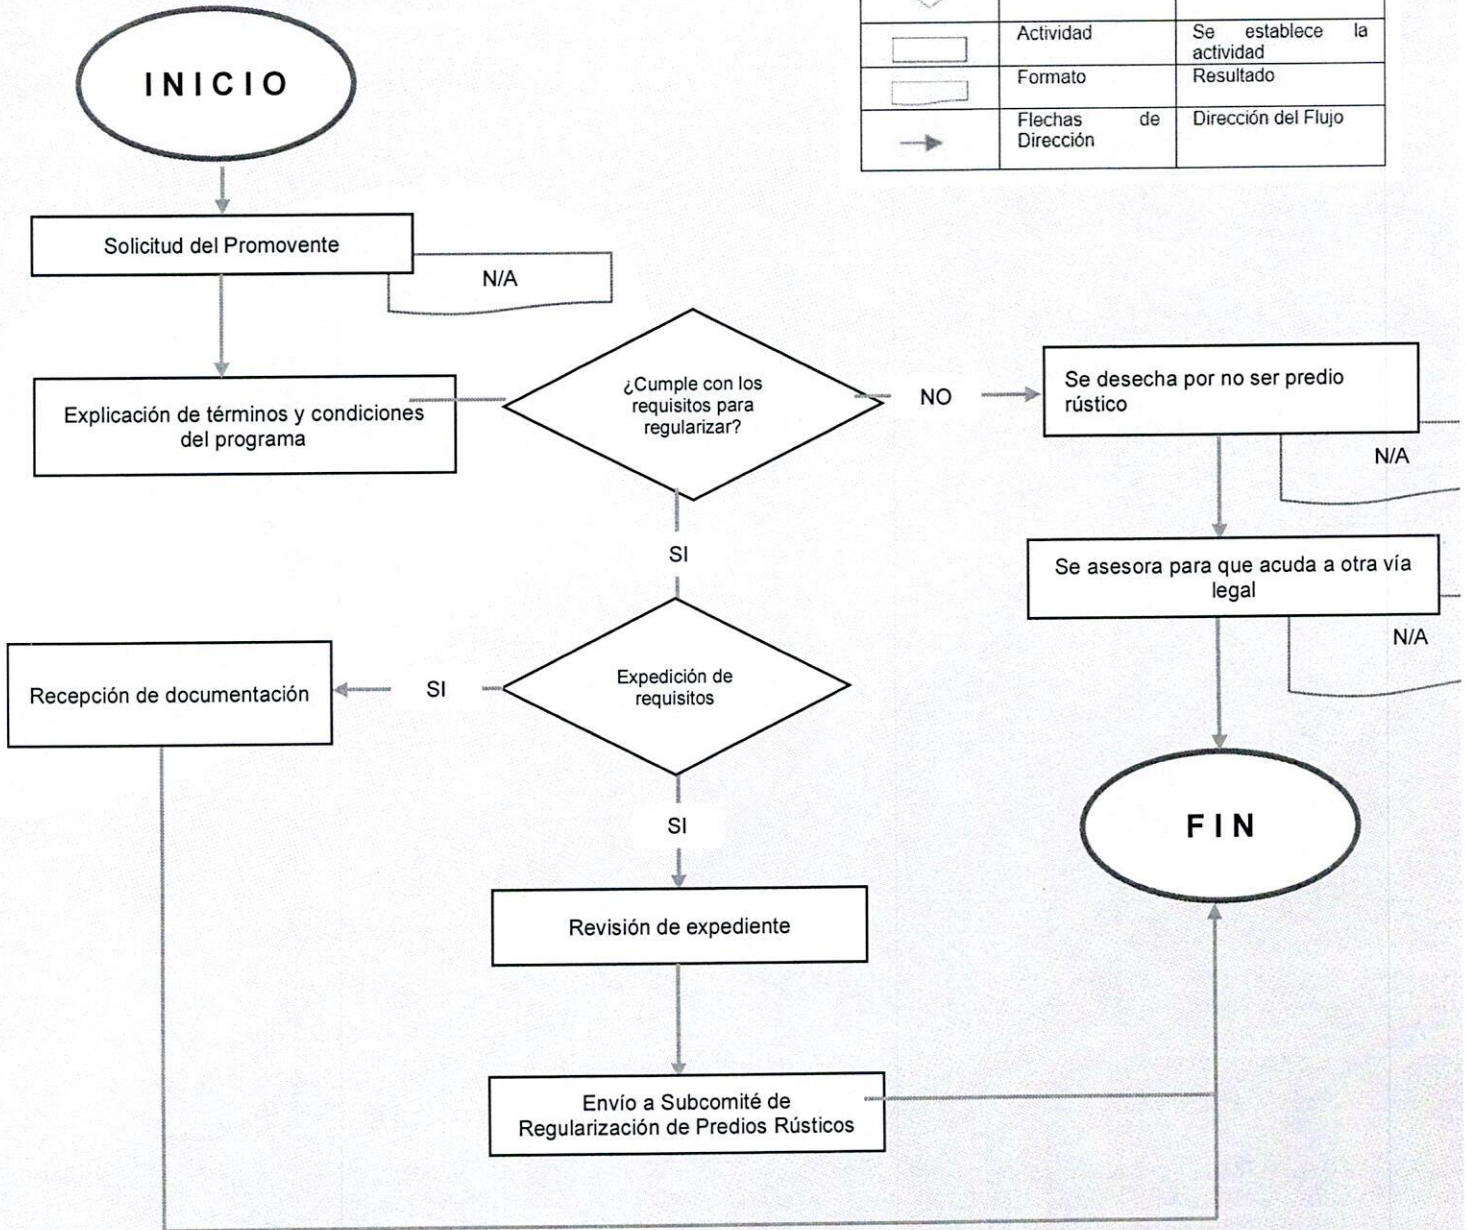 Actividad
Se establece la
actividad
Formato
Resultado
Flechas de
Dirección
Dirección del Flujo
INICIO
Solicitud del Promovente
N/A
Explicación de términos y condiciones
del programa
¿Cumple con los
requisitos para
regularizar?
NO
Se desecha por no ser predio
rústico
N/A
SI
Se asesora para que acuda a otra vía
legal
N/A
Expedición de
requisitos
SI
Recepción de documentación
SI
FIN
Revisión de expediente
Envío a Subcomité de
Regularización de Predios Rústicos